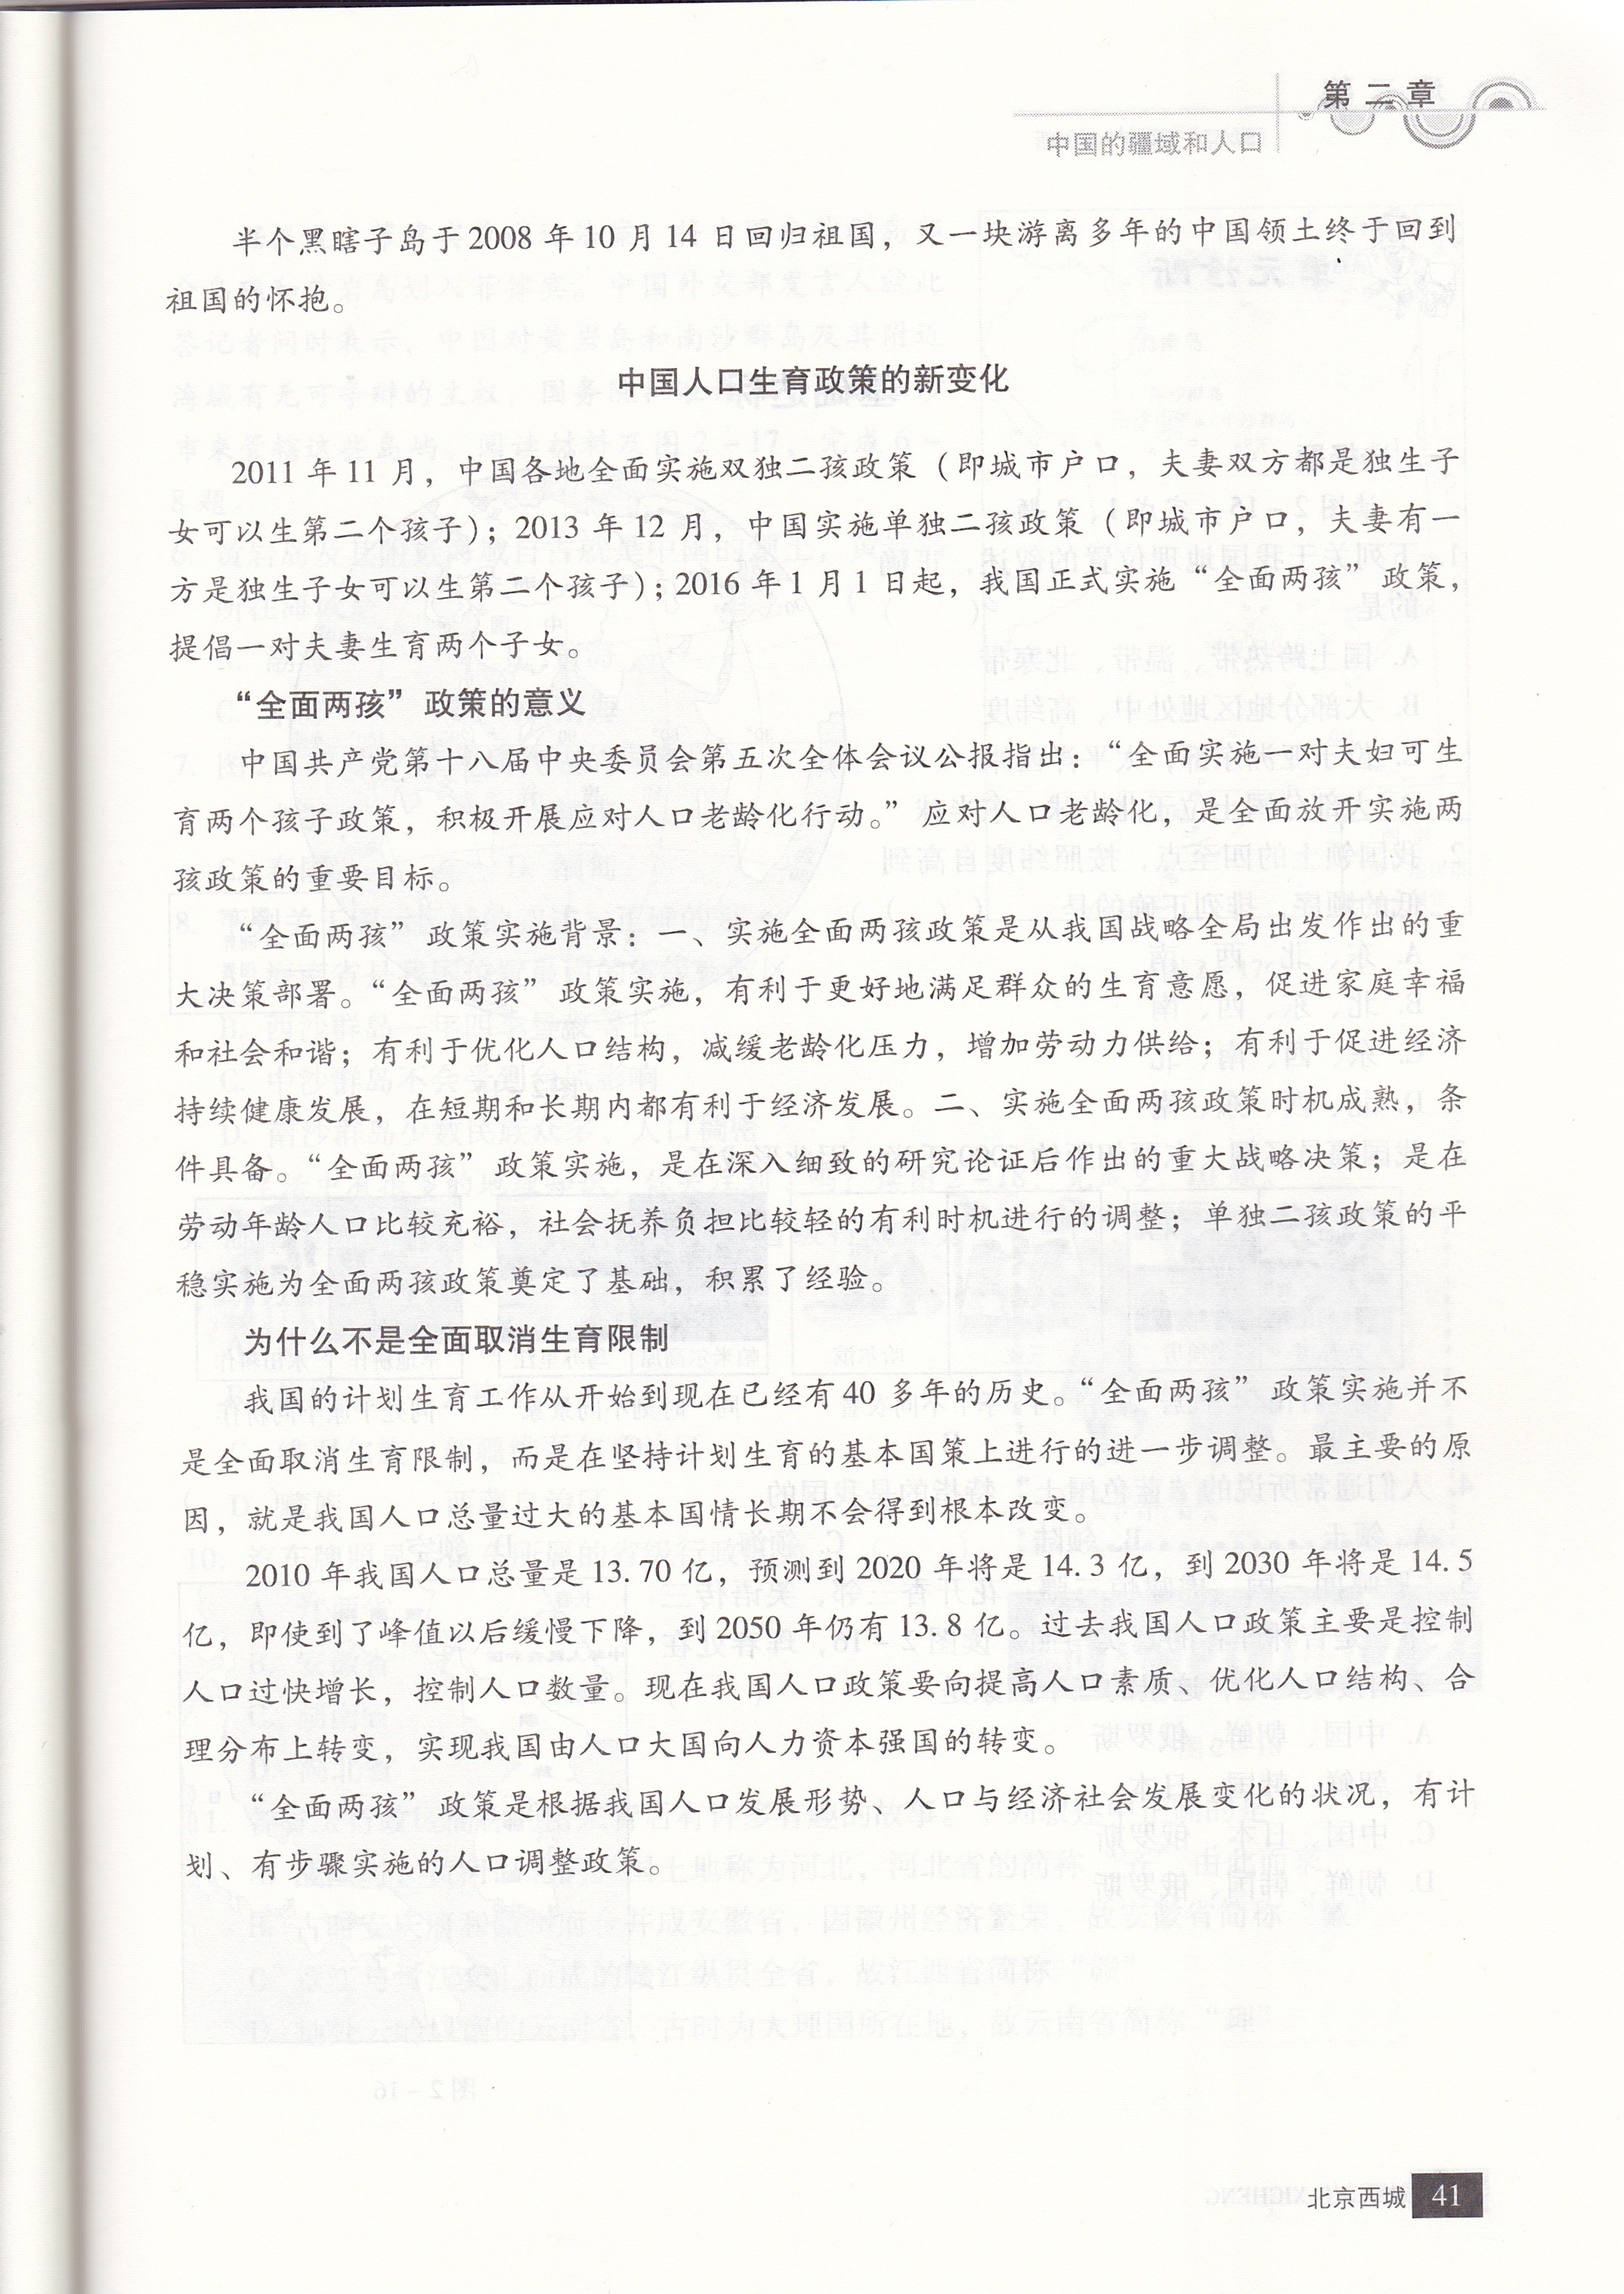 第二章
中国的疆域和人口
半个黑瞎子岛于2008年10月14日回归祖国，又一块游离多年的中国领土终于回到
祖国的怀抱。
中国人口生育政策的新变化
2011年11月，中国各地全面实施双独二孩政策（即城市户口，夫妻双方都是独生子
女可以生第二个孩子）；2013年12月，中国实施单独二孩政策（即城市户口，夫妻有一
方是独生子女可以生第二个孩子）；2016年1月1日起，我国正式实施“全面两孩”政策，
提倡一对夫妻生育两个子女。
“全面两孩”政策的意义
中国共产党第十八届中央委员会第五次全体会议公报指出：“全面实施一对夫妇可生
育两个孩子政策，积极开展应对人口老龄化行动。”应对人口老龄化，是全面放开实施两
孩政策的重要目标。
“全面两孩”政策实施背景：一、实施全面两孩政策是从我国战略全局出发作出的重
大决策部署。“全面两孩”政策实施，有利于更好地满足群众的生育意愿，促进家庭幸福
和社会和谐；有利于优化人口结构，减缓老龄化压力，增加劳动力供给；有利于促进经济
持续健康发展，在短期和长期内都有利于经济发展。二、实施全面两孩政策时机成熟，条
件具备。“全面两孩”政策实施，是在深入细致的研究论证后作出的重大战略决策；是在
劳动年龄人口比较充裕，社会抚养负担比较轻的有利时机进行的调整；单独二孩政策的平
稳实施为全面两孩政策奠定了基础，积累了经验。
为什么不是全面取消生育限制
我国的计划生育工作从开始到现在已经有40多年的历史。“全面两孩”政策实施并不
是全面取消生育限制，而是在坚持计划生育的基本国策上进行的进一步调整。最主要的原
因，就是我国人口总量过大的基本国情长期不会得到根本改变。
2010年我国人口总量是13.70亿，预测到2020年将是14.3亿，到2030年将是14.5
亿，即使到了峰值以后缓慢下降，到2050年仍有13.8亿。过去我国人口政策主要是控制
人口过快增长，控制人口数量。现在我国人口政策要向提高人口素质、优化人口结构、合
理分布上转变，实现我国由人口大国向人力资本强国的转变。
“全面两孩”政策是根据我国人口发展形势、人口与经济社会发展变化的状况，有计
划、有步骤实施的人口调整政策。
北京西城 41